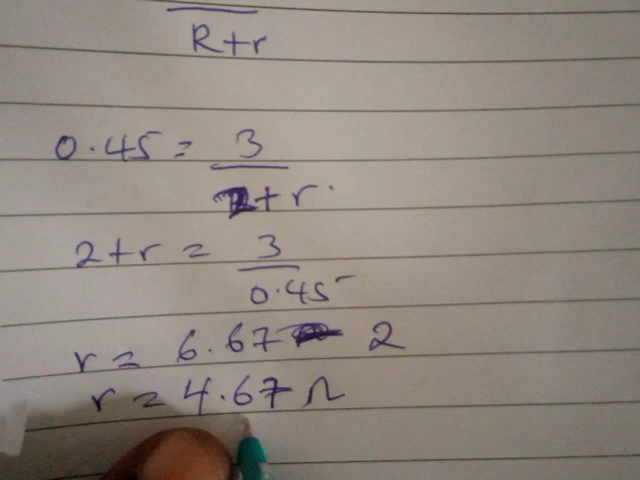 R+r
0.45 = 3
2+r.
2+r = 3
0.45
r = 6.67 - 2
r = 4.67 Ω